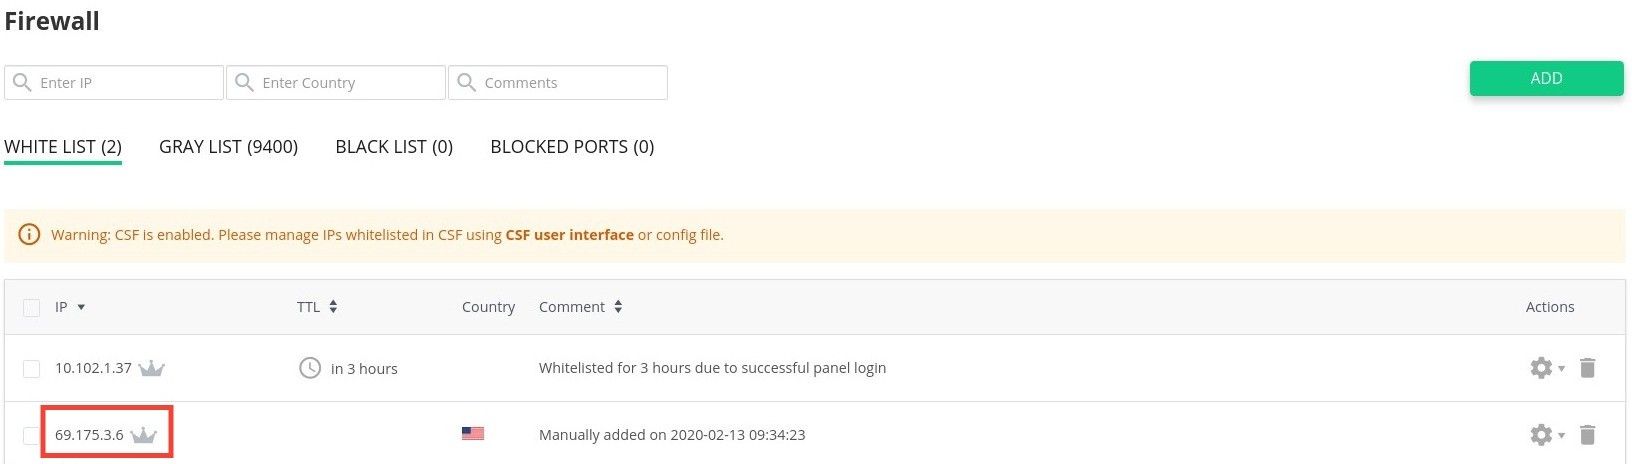 Firewall
Enter IP Enter Country Comments ADD
WHITE LIST (2) GRAY LIST (9400) BLACK LIST (0) BLOCKED PORTS (0)
Warning: CSF is enabled. Please manage IPs whitelisted in CSF using CSF user interface or config file.
IP TTL Country Comment Actions
10.102.1.37 in 3 hours Whitelisted for 3 hours due to successful panel login
69.175.3.6 Manually added on 2020-02-13 09:34:23